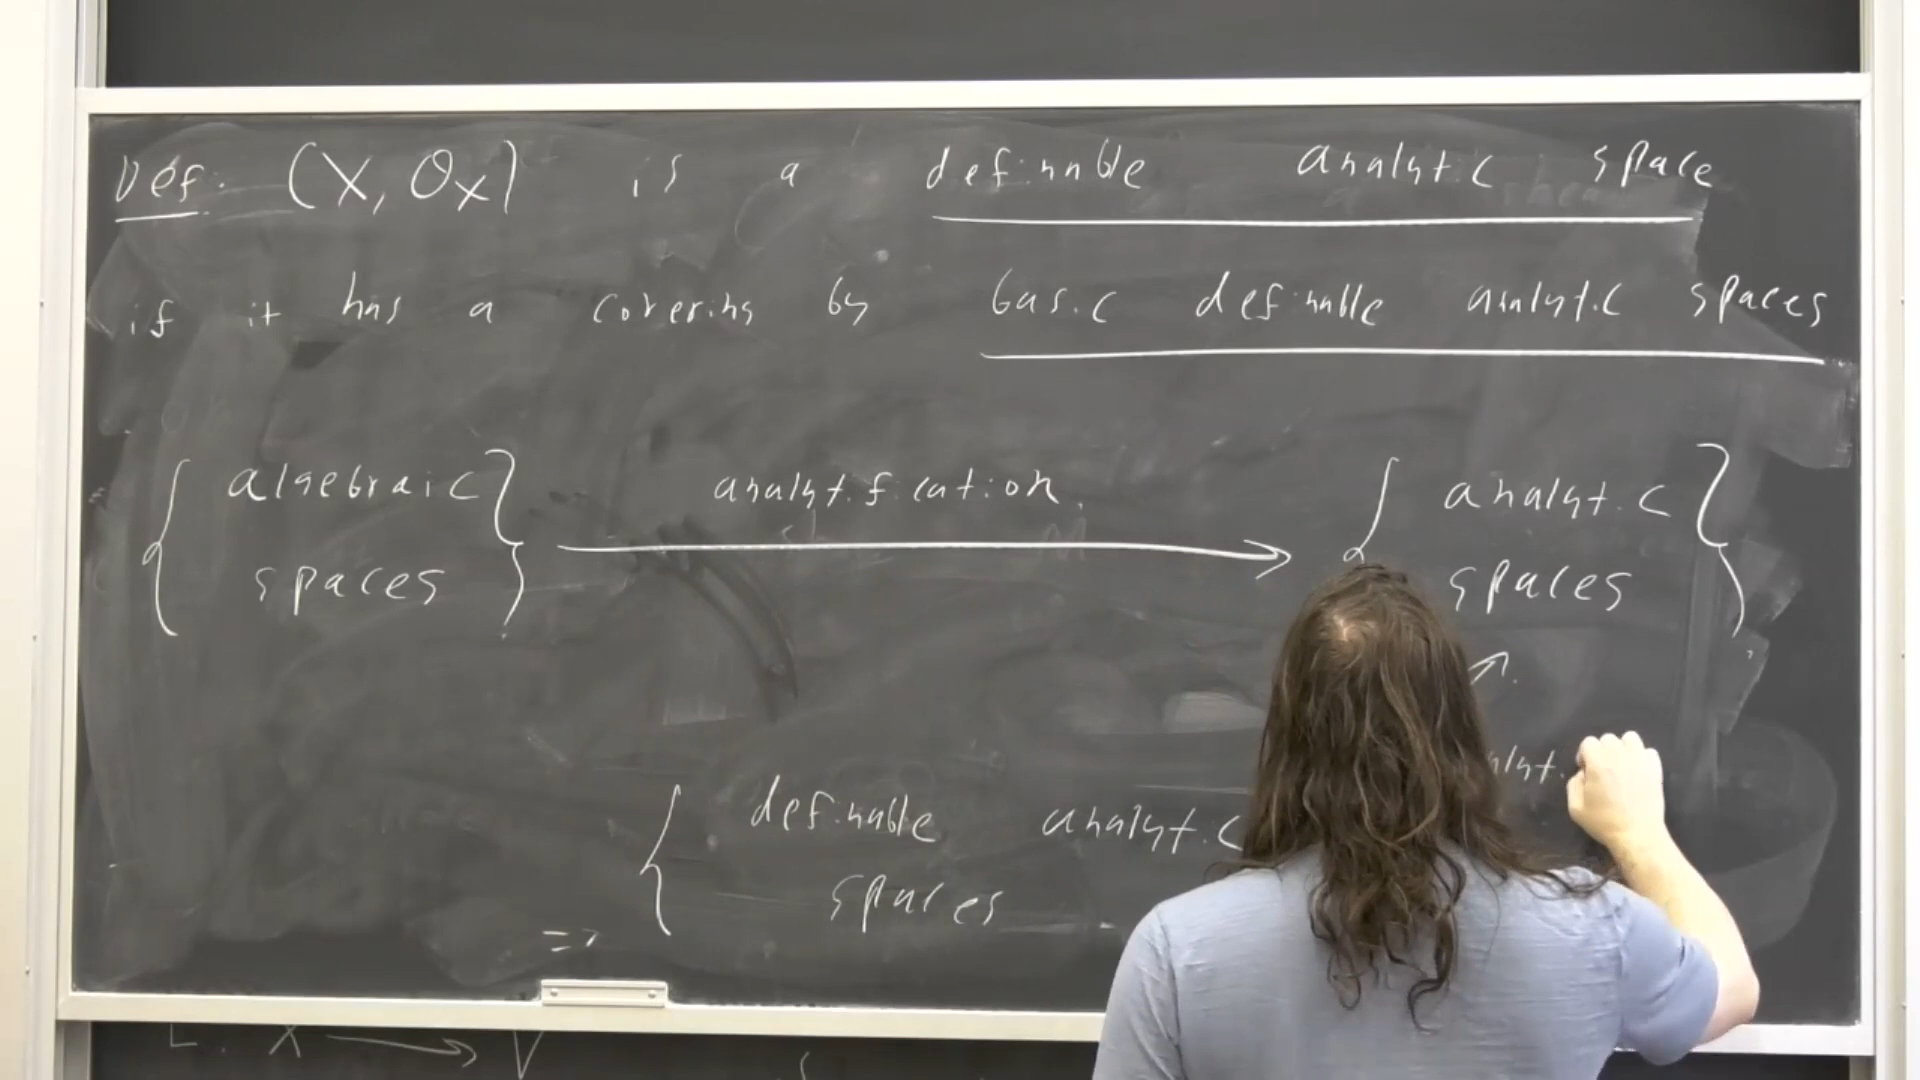 Def: (X, O_X) is a definable analytic space
if it has a covering by basic definable analytic spaces
{ algebraic spaces } analytification → { analytic spaces }
{ definable analytic spaces
X → V